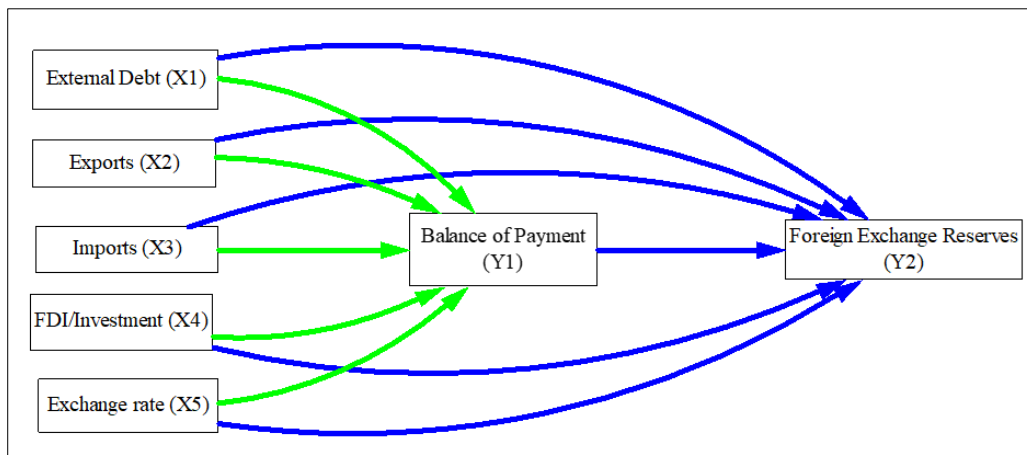 External Debt (X1)
Exports (X2)
Imports (X3)
FDI/Investment (X4)
Exchange rate (X5)
Balance of Payment
(Y1)
Foreign Exchange Reserves
(Y2)